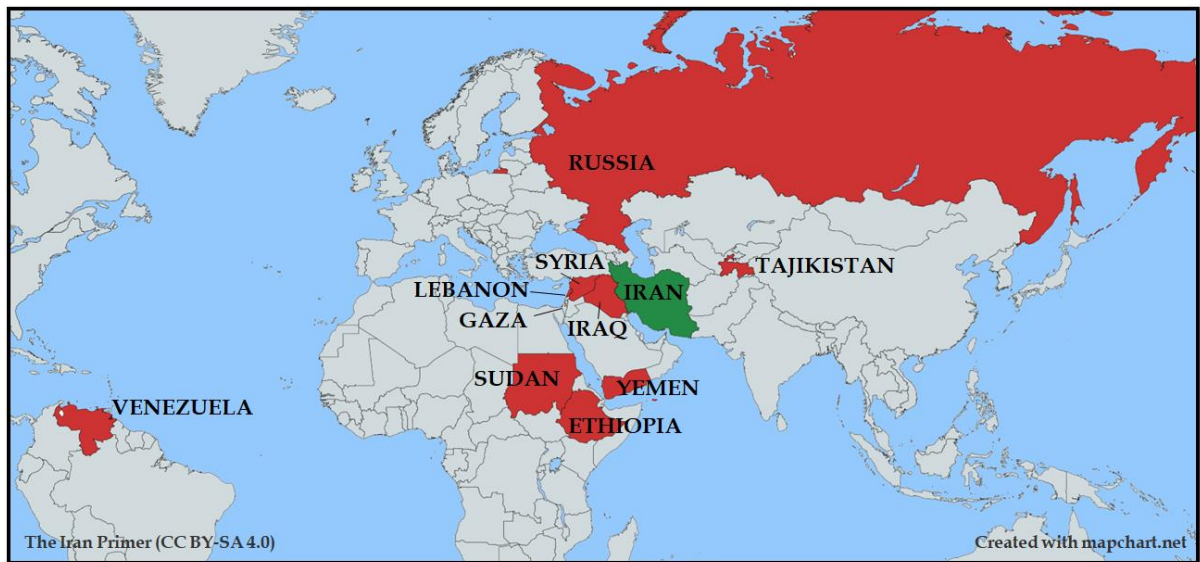 RUSSIA
SYRIA
TAJIKISTAN
LEBANON
IRAN
GAZA
IRAQ
SUDAN
YEMEN
VENEZUELA
ETHIOPIA
The Iran Primer (CC BY-SA 4.0)
Created with mapchart.net